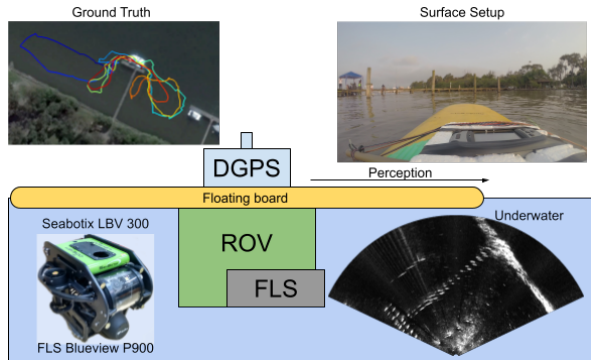 Ground Truth
Surface Setup
DGPS
Perception
Floating board
Seabotix LBV 300
ROV
Underwater
FLS
FLS Blueview P900